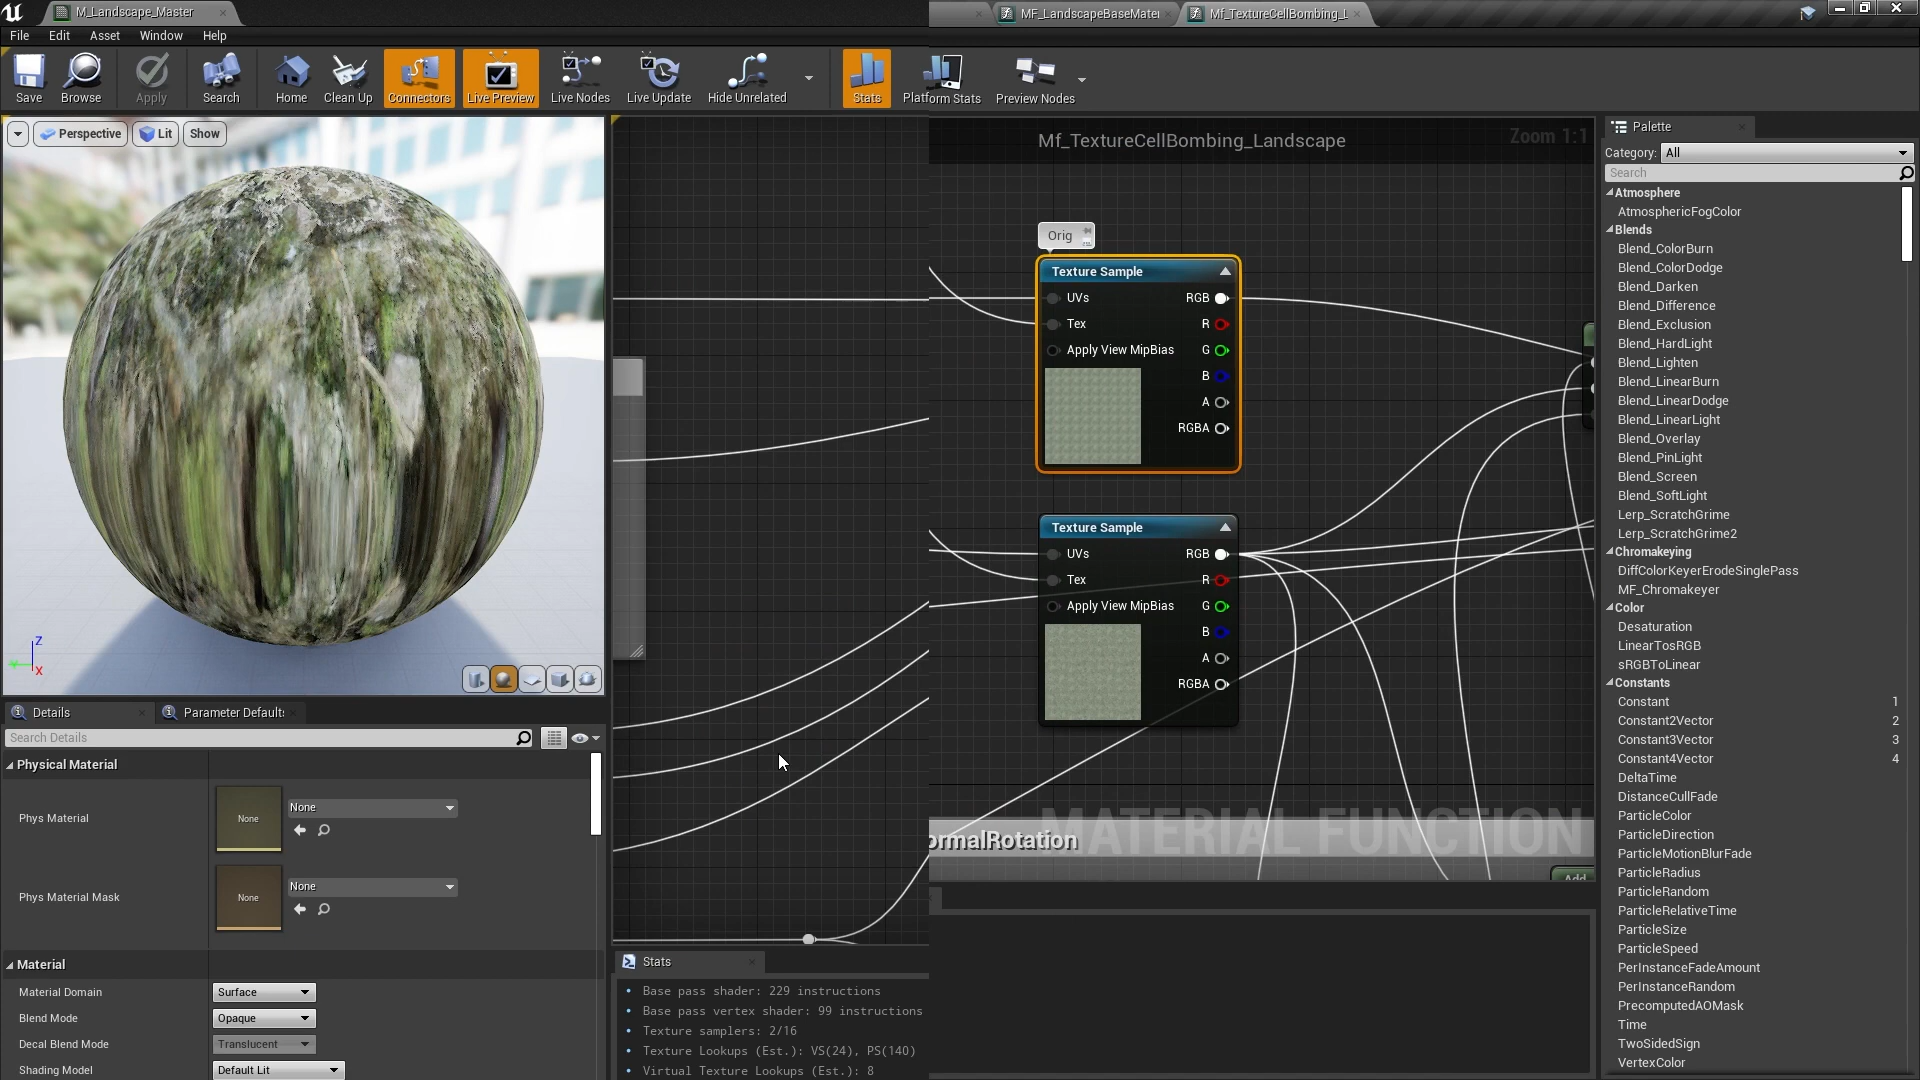 M_Landscape_Master
MF_LandscapeBaseMater
Mf_TextureCellBombing_L
File Edit Asset Window Help
Save
Browse
Apply
Search
Home
Clean Up
Connectors
Live Preview
Live Nodes
Live Update
Hide Unrelated
Stats
Platform Stats
Preview Nodes
Perspective
Lit
Show
Z
Y
X
Mf_TextureCellBombing_Landscape
Zoom 1:1
Orig
Texture Sample
UVs
RGB
Tex
R
Apply View MipBias
G
B
A
RGBA
Texture Sample
UVs
RGB
Tex
R
Apply View MipBias
G
B
A
RGBA
MATERIAL FUNCTION
ormalRotation
Add
Details
Parameter Default
Search Details
Physical Material
Phys Material
None
None
Phys Material Mask
None
None
Material
Material Domain
Surface
Blend Mode
Opaque
Decal Blend Mode
Translucent
Shading Model
Default Lit
Stats
Base pass shader: 229 instructions
Base pass vertex shader: 99 instructions
Texture samplers: 2/16
Texture Lookups (Est.): VS(24), PS(140)
Virtual Texture Lookups (Est.): 8
Palette
Category:
All
Search
Atmosphere
AtmosphericFogColor
Blends
Blend_ColorBurn
Blend_ColorDodge
Blend_Darken
Blend_Difference
Blend_Exclusion
Blend_HardLight
Blend_Lighten
Blend_LinearBurn
Blend_LinearDodge
Blend_LinearLight
Blend_Overlay
Blend_PinLight
Blend_Screen
Blend_SoftLight
Lerp_ScratchGrime
Lerp_ScratchGrime2
Chromakeying
DiffColorKeyerErodeSinglePass
MF_Chromakeyer
Color
Desaturation
LinearTosRGB
sRGBToLinear
Constants
Constant 1
Constant2Vector 2
Constant3Vector 3
Constant4Vector 4
DeltaTime
DistanceCullFade
ParticleColor
ParticleDirection
ParticleMotionBlurFade
ParticleRadius
ParticleRandom
ParticleRelativeTime
ParticleSize
ParticleSpeed
PerInstanceFadeAmount
PerInstanceRandom
PrecomputedAOMask
Time
TwoSidedSign
VertexColor